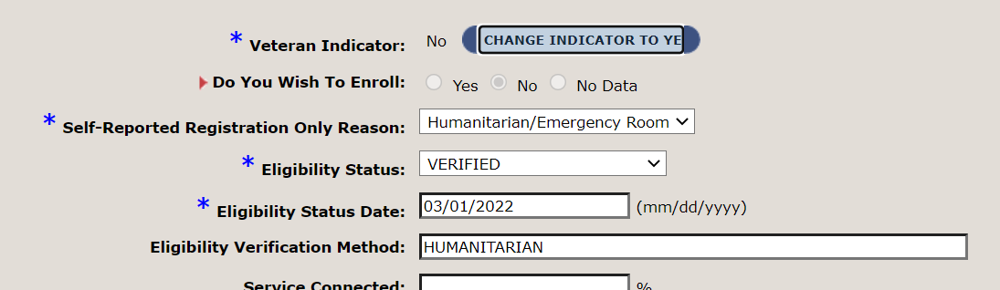 * Veteran Indicator: No CHANGE INDICATOR TO YE
Do You Wish To Enroll: Yes No No Data
* Self-Reported Registration Only Reason: Humanitarian/Emergency Room
* Eligibility Status: VERIFIED
* Eligibility Status Date: 03/01/2022 (mm/dd/yyyy)
Eligibility Verification Method: HUMANITARIAN
Service Connected: %